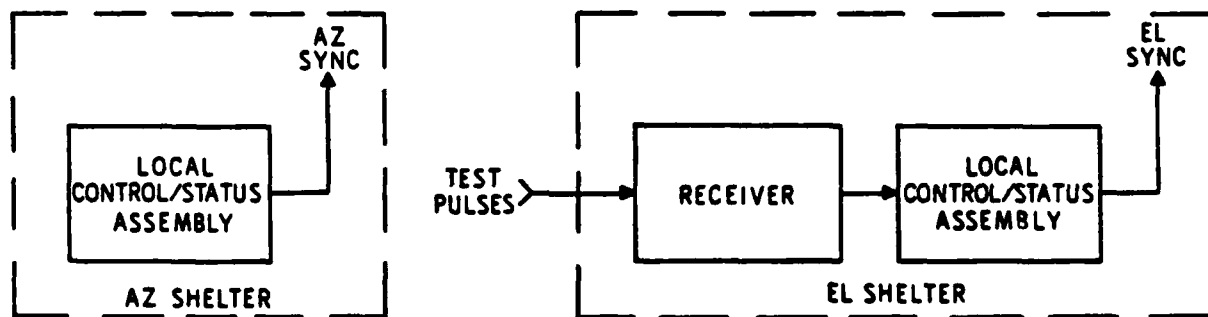 AZ
SYNC
LOCAL
CONTROL/STATUS
ASSEMBLY
AZ SHELTER
EL
SYNC
TEST
PULSES
RECEIVER
LOCAL
CONTROL/STATUS
ASSEMBLY
EL SHELTER